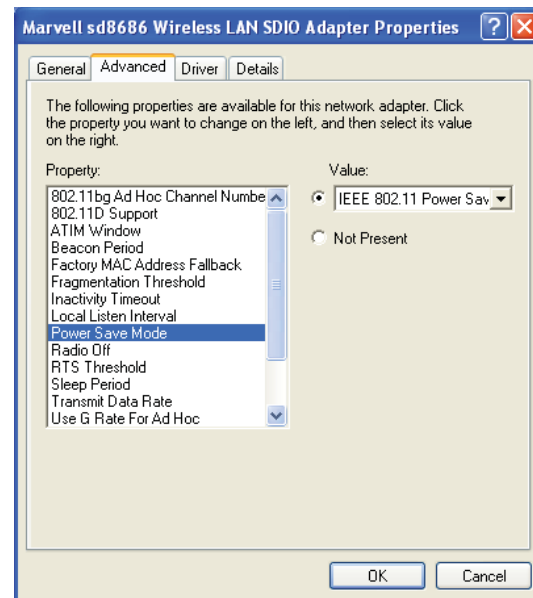 Marvell sd8686 Wireless LAN SDIO Adapter Properties
General Advanced Driver Details
The following properties are available for this network adapter. Click
the property you want to change on the left, and then select its value
on the right.
Property:
Value:
802.11bg Ad Hoc Channel Numbe
802.11D Support
ATIM Window
Beacon Period
Factory MAC Address Fallback
Fragmentation Threshold
Inactivity Timeout
Local Listen Interval
Power Save Mode
Radio Off
RTS Threshold
Sleep Period
Transmit Data Rate
Use G Rate For Ad Hoc
IEEE 802.11 Power Sav
Not Present
OK
Cancel